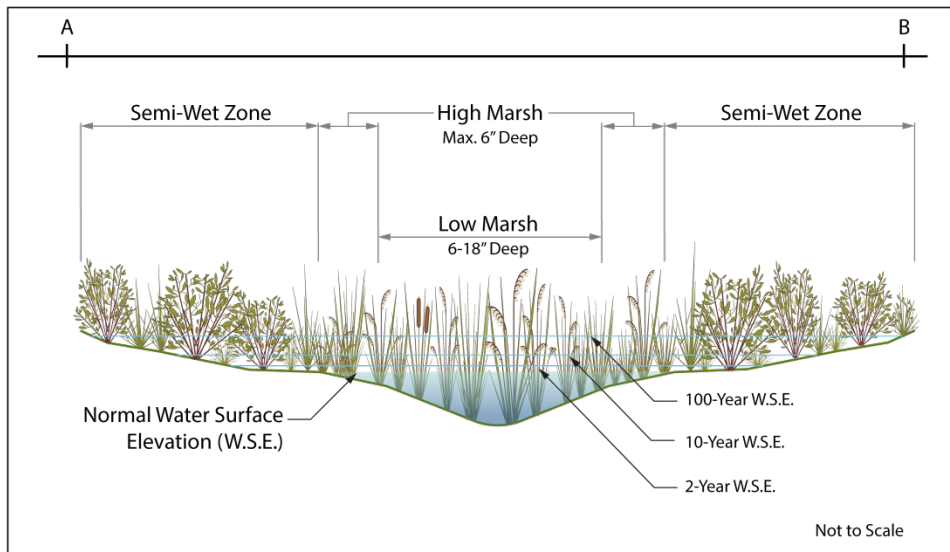 A
B
Semi-Wet Zone
High Marsh
Max. 6″ Deep
Semi-Wet Zone
Low Marsh
6-18″ Deep
Normal Water Surface
Elevation (W.S.E.)
100-Year W.S.E.
10-Year W.S.E.
2-Year W.S.E.
Not to Scale